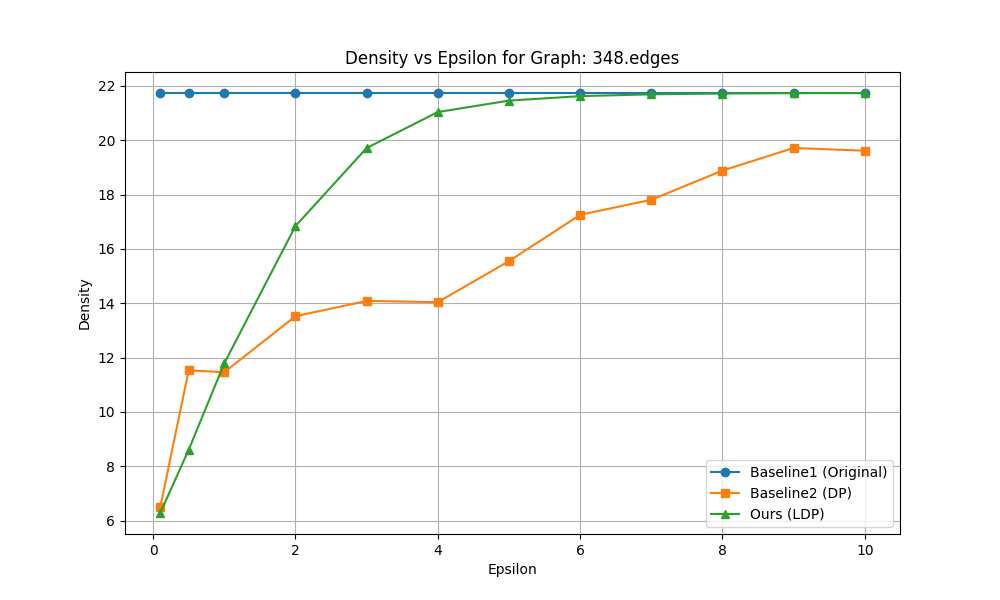 Density vs Epsilon for Graph: 348.edges
Density
22
20
18
16
14
12
10
8
6
0 2 4 6 8 10
Epsilon
Baseline1 (Original)
Baseline2 (DP)
Ours (LDP)